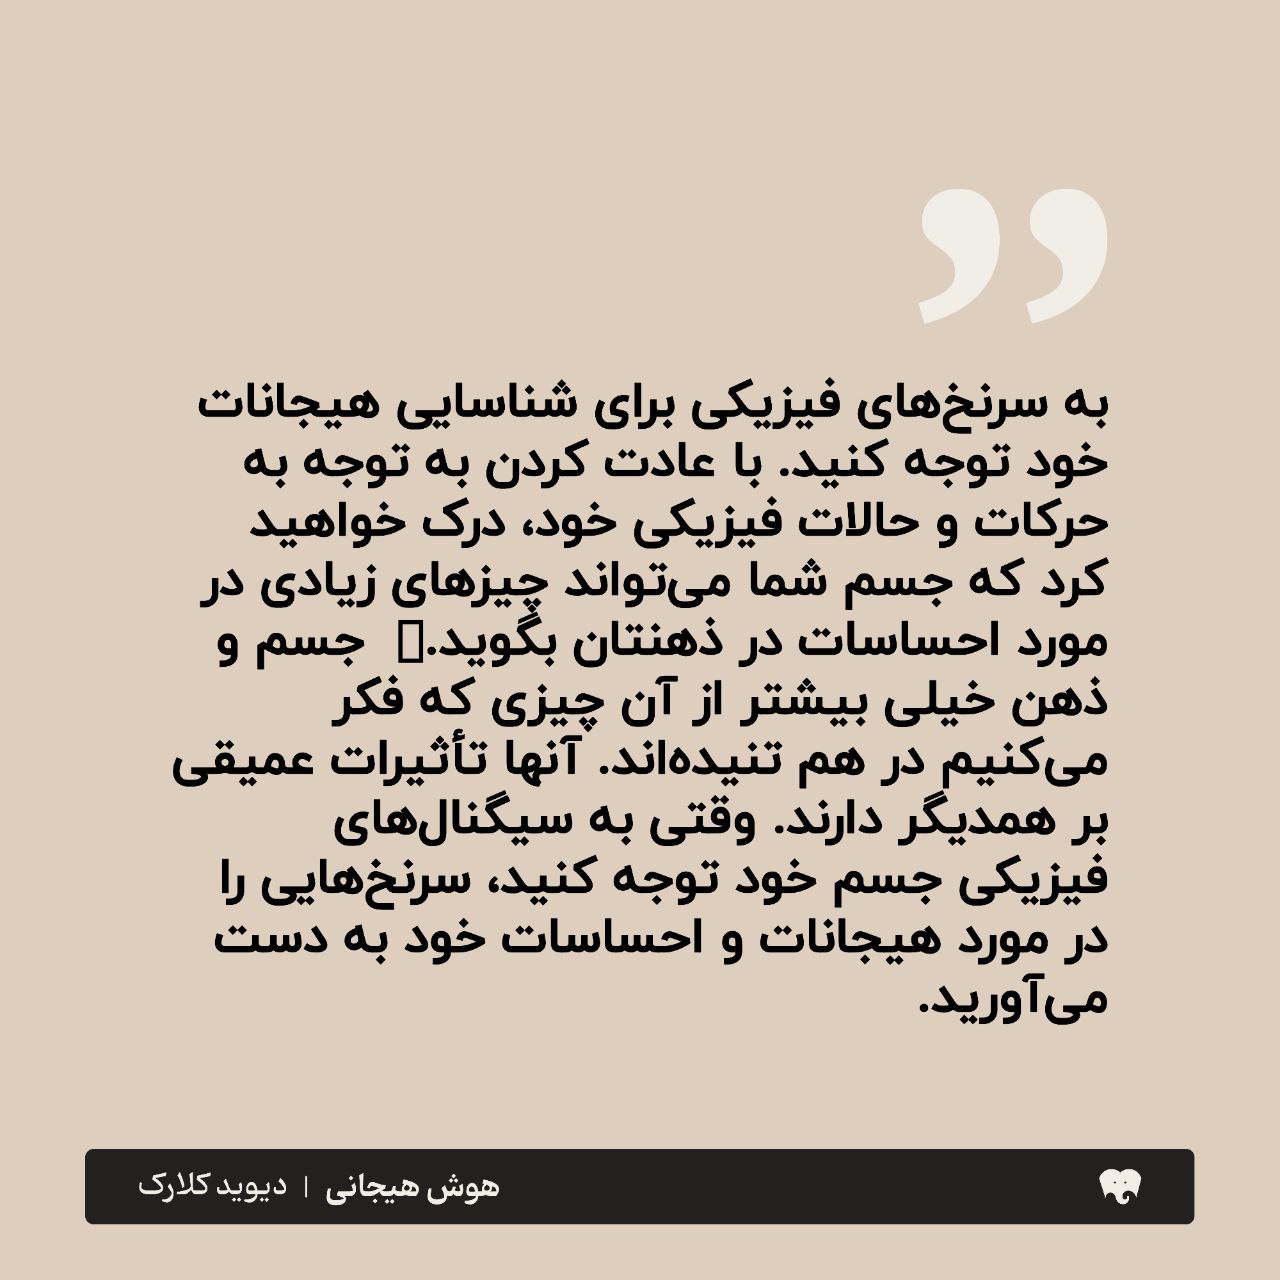 به سرنخ‌های فیزیکی برای شناسایی هیجانات
خود توجه کنید. با عادت کردن به توجه به
حرکات و حالات فیزیکی خود، درک خواهید
کرد که جسم شما می‌تواند چیزهای زیادی در
مورد احساسات در ذهنتان بگوید. جسم و
ذهن خیلی بیشتر از آن چیزی که فکر
می‌کنیم در هم تنیده‌اند. آنها تأثیرات عمیقی
بر همدیگر دارند. وقتی به سیگنال‌های
فیزیکی جسم خود توجه کنید، سرنخ‌هایی را
در مورد هیجانات و احساسات خود به دست
می‌آورید.
هوش هیجانی | دیوید کلارک